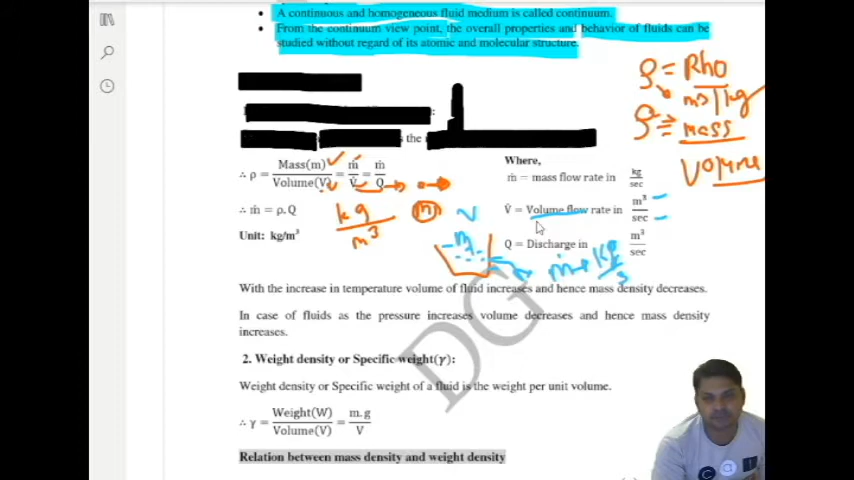 • A continuous and homogeneous fluid medium is called continuum.
• From the continuum view point, the overall properties and behavior of fluids can be
studied without regard of its atomic and molecular structure.
ρ = Rho
m3/kg
mass
Volume
s the
∴ ρ = Mass(m) / Volume(V) = ṁ / V̇ = ṁ / Q
Where,
ṁ = mass flow rate in kg/sec
∴ ṁ = ρ.Q
kg/m³
m
V
V̇ = Volume flow rate in m³/sec
Unit: kg/m³
Q = Discharge in m³/sec
m
With the increase in temperature volume of fluid increases and hence mass density decreases.
In case of fluids as the pressure increases volume decreases and hence mass density
increases.
2. Weight density or Specific weight(γ):
Weight density or Specific weight of a fluid is the weight per unit volume.
∴ γ = Weight(W) / Volume(V) = m.g / V
Relation between mass density and weight density
DG